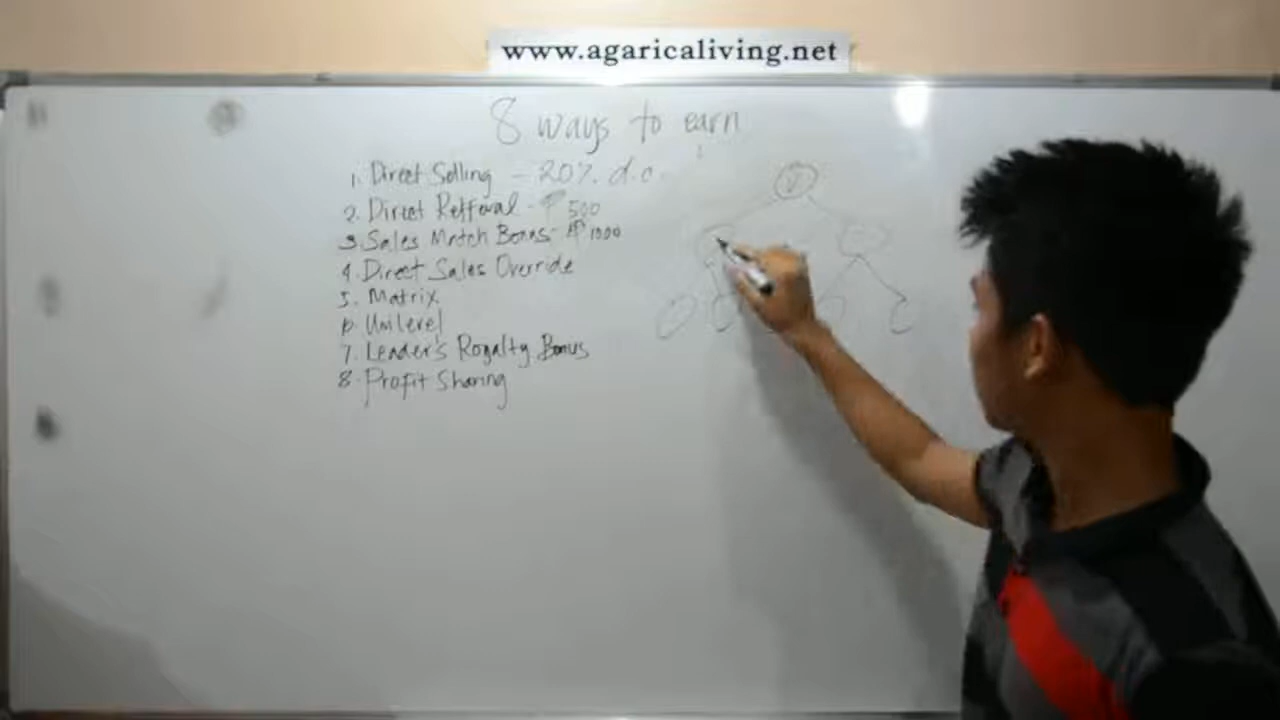 www.agaricaliving.net
8 ways to earn
1. Direct Selling - 20% d.c.
2. Direct Refferal - ₱ 500
3. Sales Match Bonus - ₱ 1000
4. Direct Sales Override
5. Matrix
6. Unilevel
7. Leader's Royalty Bonus
8. Profit Sharing